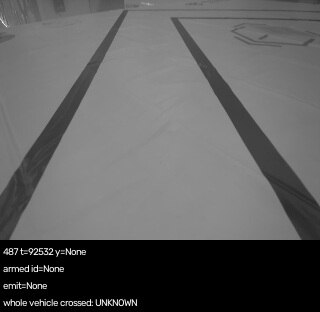 487 t=92532 y=None
armed id=None
emit=None
whole vehicle crossed: UNKNOWN